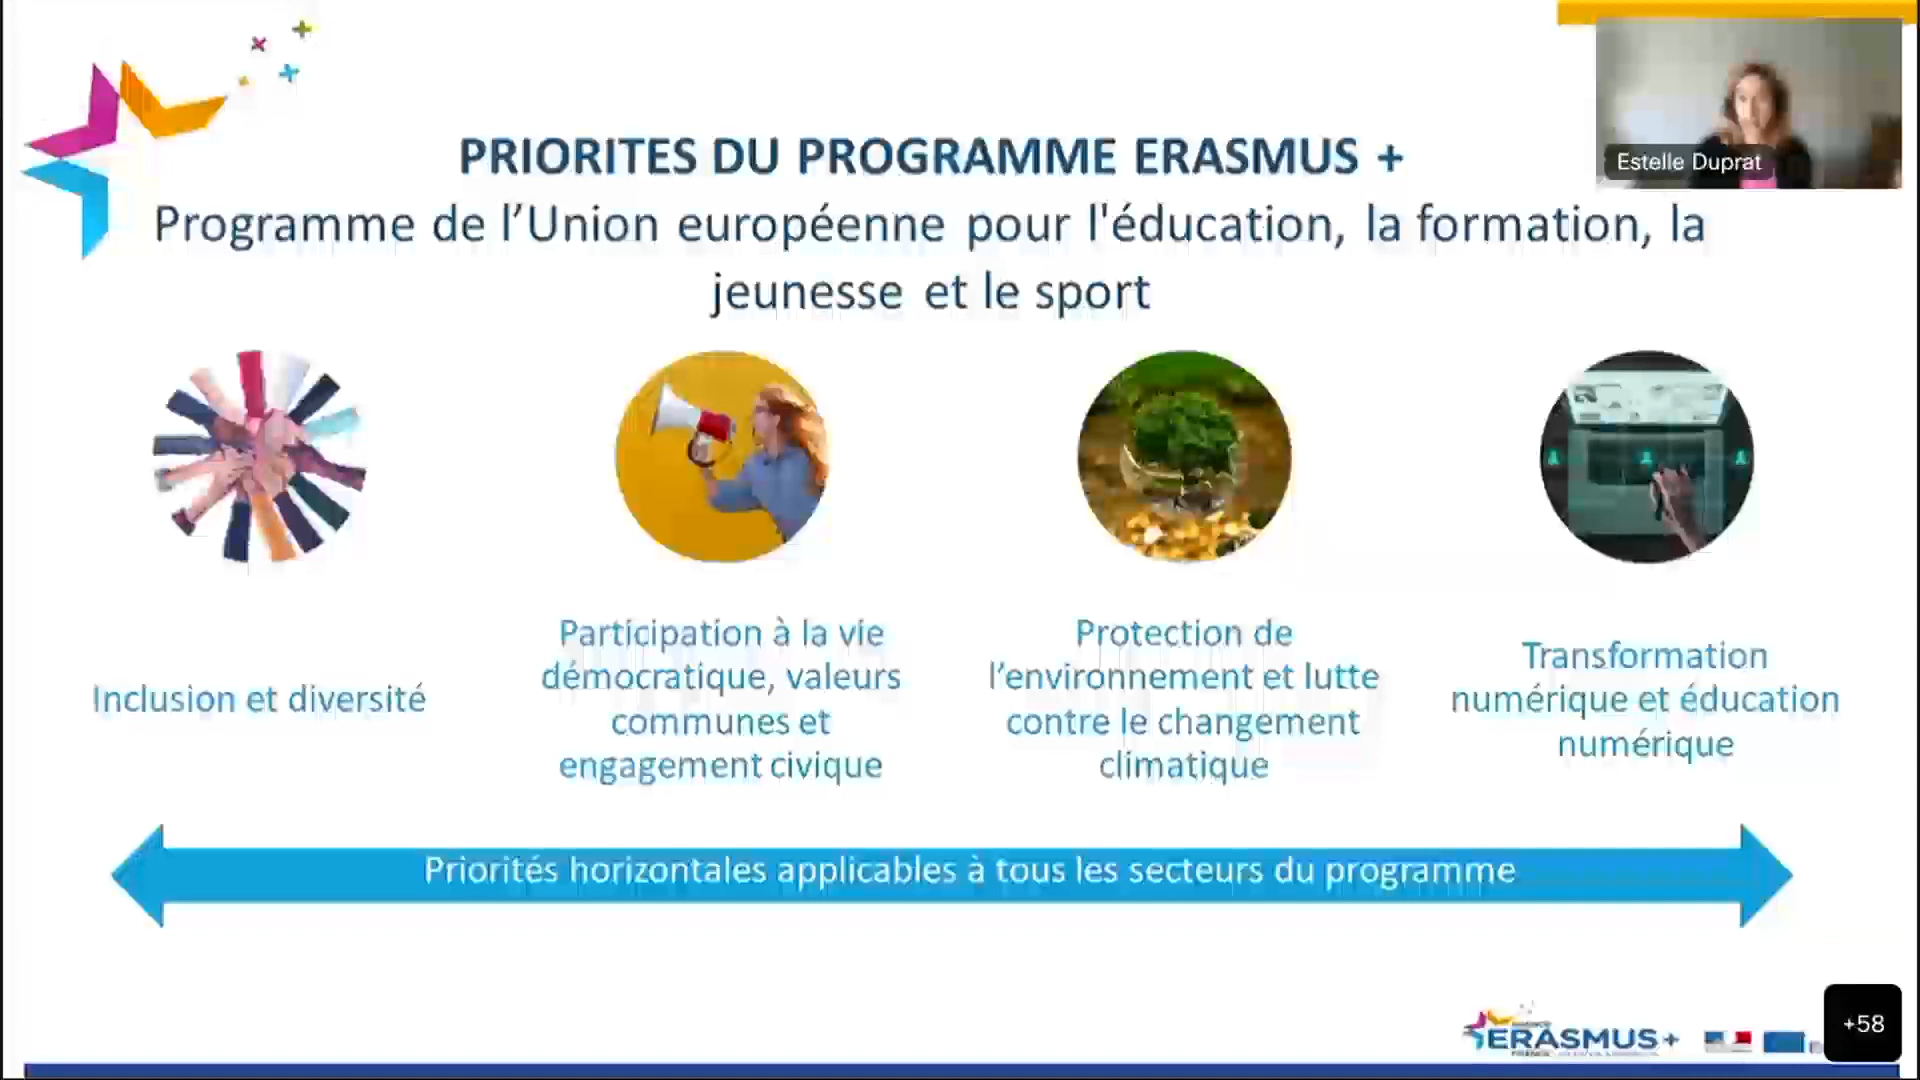 PRIORITES DU PROGRAMME ERASMUS +
Programme de l’Union européenne pour l'éducation, la formation, la
jeunesse et le sport
Estelle Duprat
Inclusion et diversité
Participation à la vie
démocratique, valeurs
communes et
engagement civique
Protection de
l’environnement et lutte
contre le changement
climatique
Transformation
numérique et éducation
numérique
Priorités horizontales applicables à tous les secteurs du programme
ERASMUS+
+58